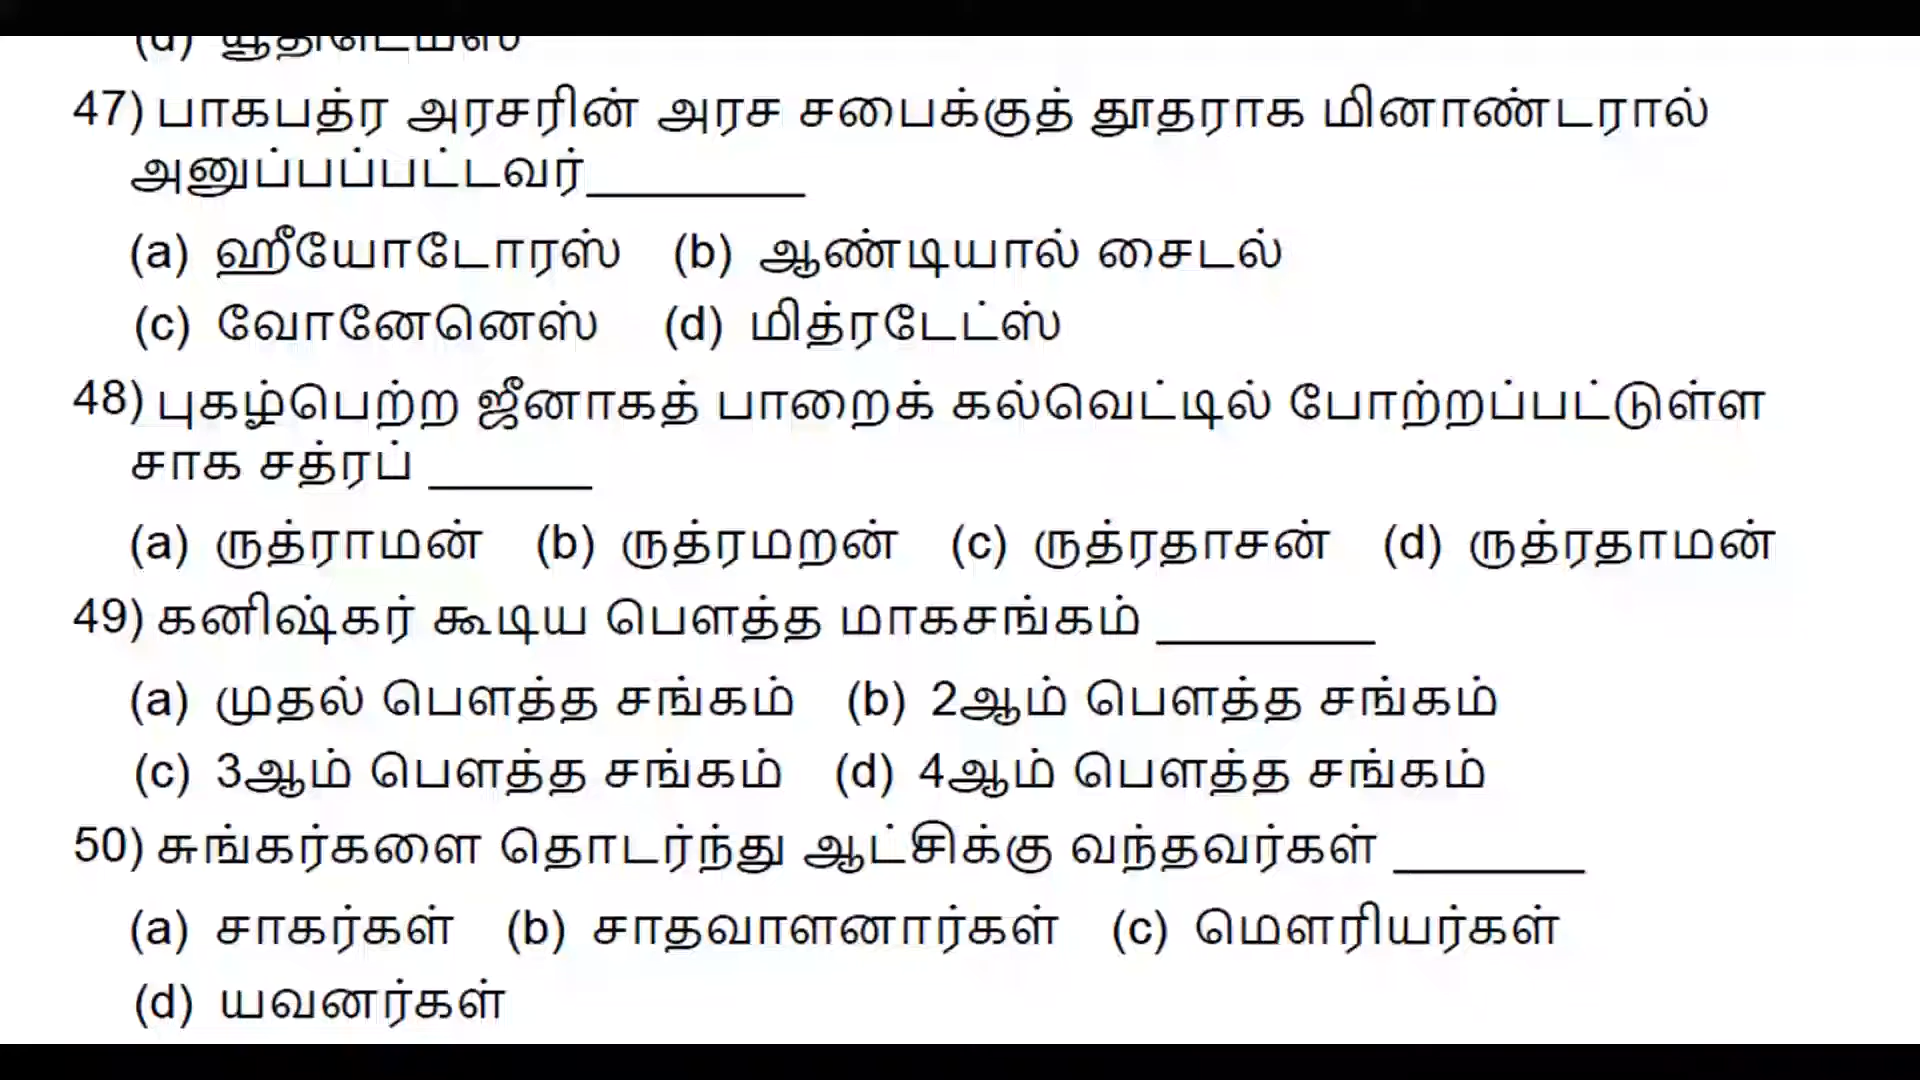 (d) யூதிடெமஸ்
47) பாகபத்ர அரசரின் அரச சபைக்குத் தூதராக மினாண்டரால்
அனுப்பப்பட்டவர்________
(a) ஹீயோடோரஸ் (b) ஆண்டியால் சைடல்
(c) வோனேனெஸ் (d) மித்ரடேட்ஸ்
48) புகழ்பெற்ற ஜீனாகத் பாறைக் கல்வெட்டில் போற்றப்பட்டுள்ள
சாக சத்ரப் ______
(a) ருத்ராமன் (b) ருத்ரமறன் (c) ருத்ரதாசன் (d) ருத்ரதாமன்
49) கனிஷ்கர் கூடிய பௌத்த மாகசங்கம் ________
(a) முதல் பௌத்த சங்கம் (b) 2ஆம் பௌத்த சங்கம்
(c) 3ஆம் பௌத்த சங்கம் (d) 4ஆம் பௌத்த சங்கம்
50) சுங்கர்களை தொடர்ந்து ஆட்சிக்கு வந்தவர்கள் _______
(a) சாகர்கள் (b) சாதவாளனார்கள் (c) மௌரியர்கள்
(d) யவனர்கள்